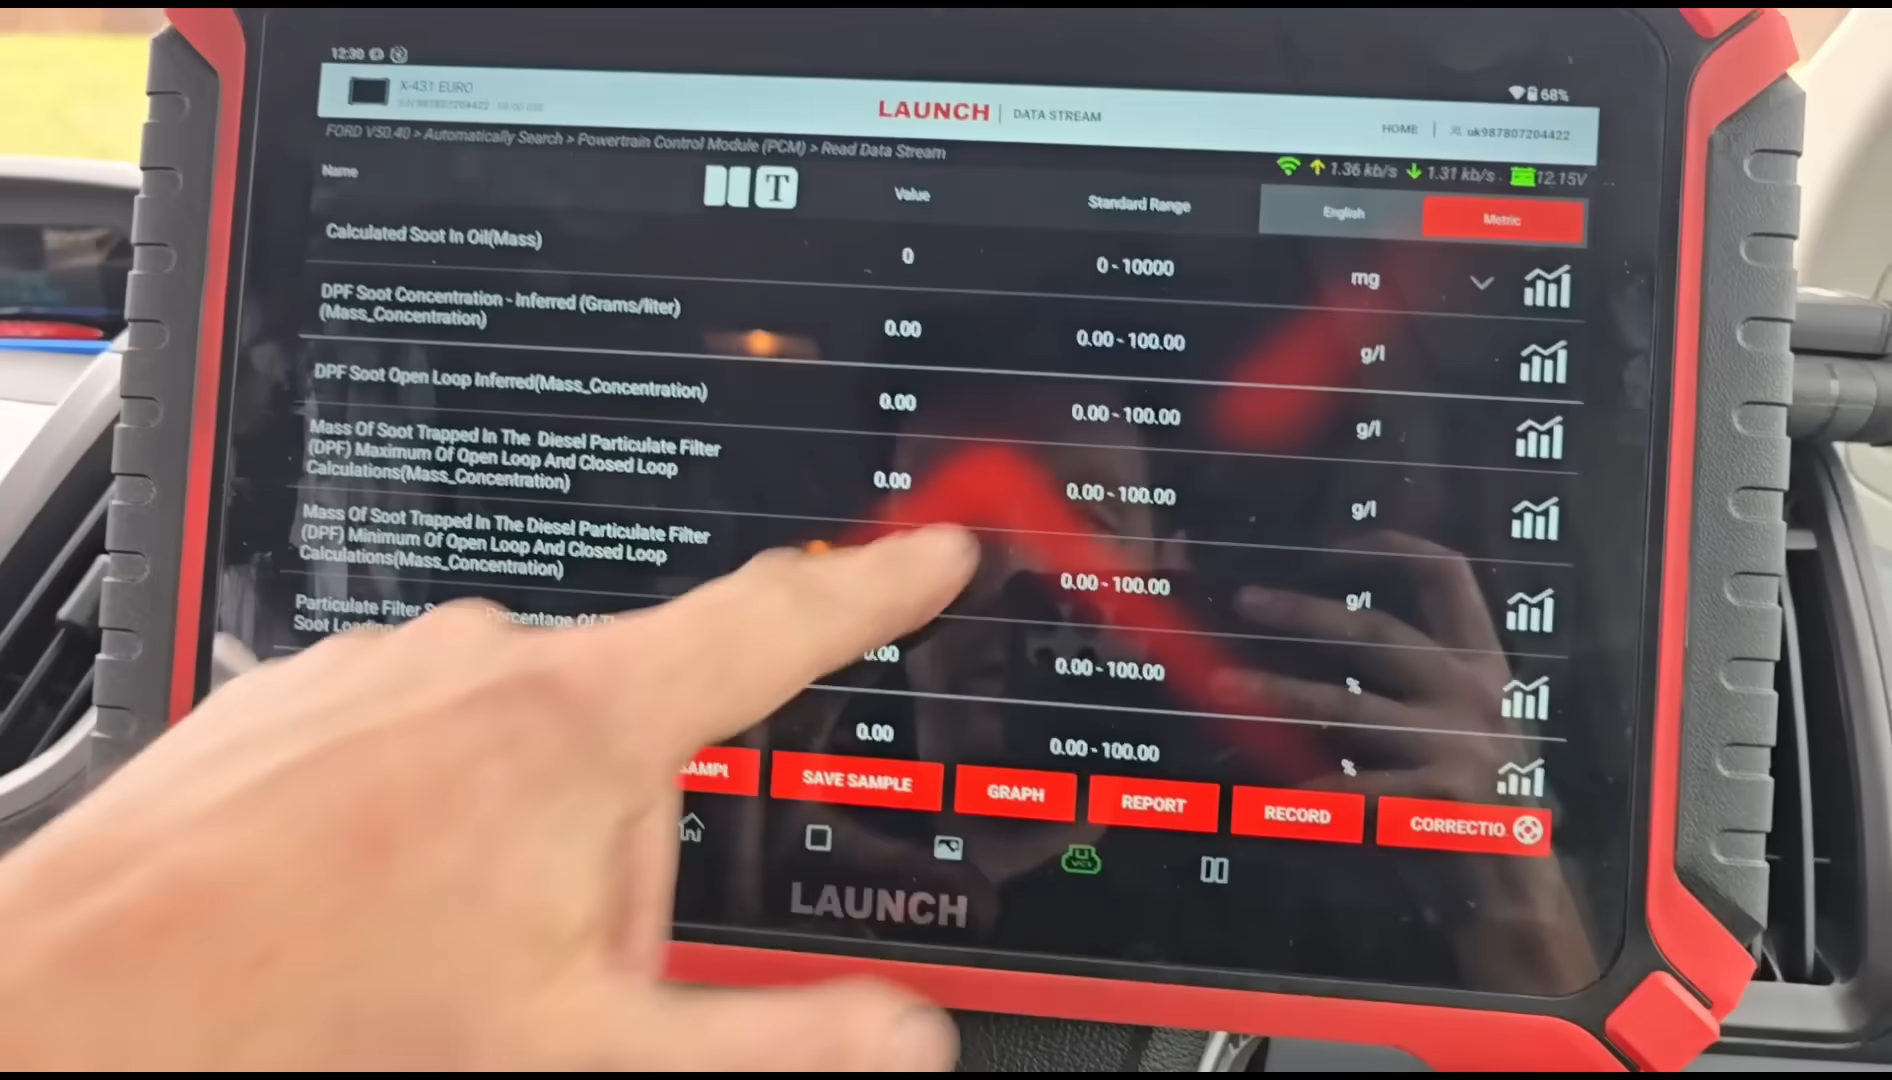 12:30
68%
X-431 EURO
LAUNCH | DATA STREAM
HOME | uk987807204422
FORD V50.40 > Automatically Search > Powertrain Control Module (PCM) > Read Data Stream
1.36 kb/s 1.31 kb/s 12.15V
Name T Value Standard Range English Metric
Calculated Soot In Oil(Mass) 0 0 - 10000 mg
DPF Soot Concentration - Inferred (Grams/liter)
(Mass_Concentration) 0.00 0.00 - 100.00 g/l
DPF Soot Open Loop Inferred(Mass_Concentration) 0.00 0.00 - 100.00 g/l
Mass Of Soot Trapped In The Diesel Particulate Filter
(DPF) Maximum Of Open Loop And Closed Loop
Calculations(Mass_Concentration) 0.00 0.00 - 100.00 g/l
Mass Of Soot Trapped In The Diesel Particulate Filter
(DPF) Minimum Of Open Loop And Closed Loop
Calculations(Mass_Concentration) 0.00 - 100.00 g/l
Particulate Filter Percentage Of
Soot Loading .00 0.00 - 100.00 %
0.00 0.00 - 100.00 %
SAVE SAMPLE GRAPH REPORT RECORD CORRECTIO
VCI
LAUNCH